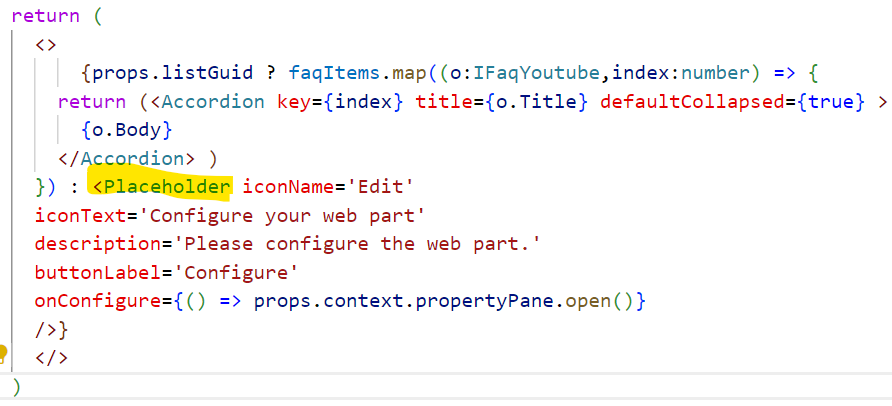 return (
<>
{props.listGuid ? faqItems.map((o:IFaqYoutube,index:number) => {
return (<Accordion key={index} title={o.Title} defaultCollapsed={true} >
{o.Body}
</Accordion> )
}) : <Placeholder iconName='Edit'
iconText='Configure your web part'
description='Please configure the web part.'
buttonLabel='Configure'
onConfigure={() => props.context.propertyPane.open()}
/>}
</>
)